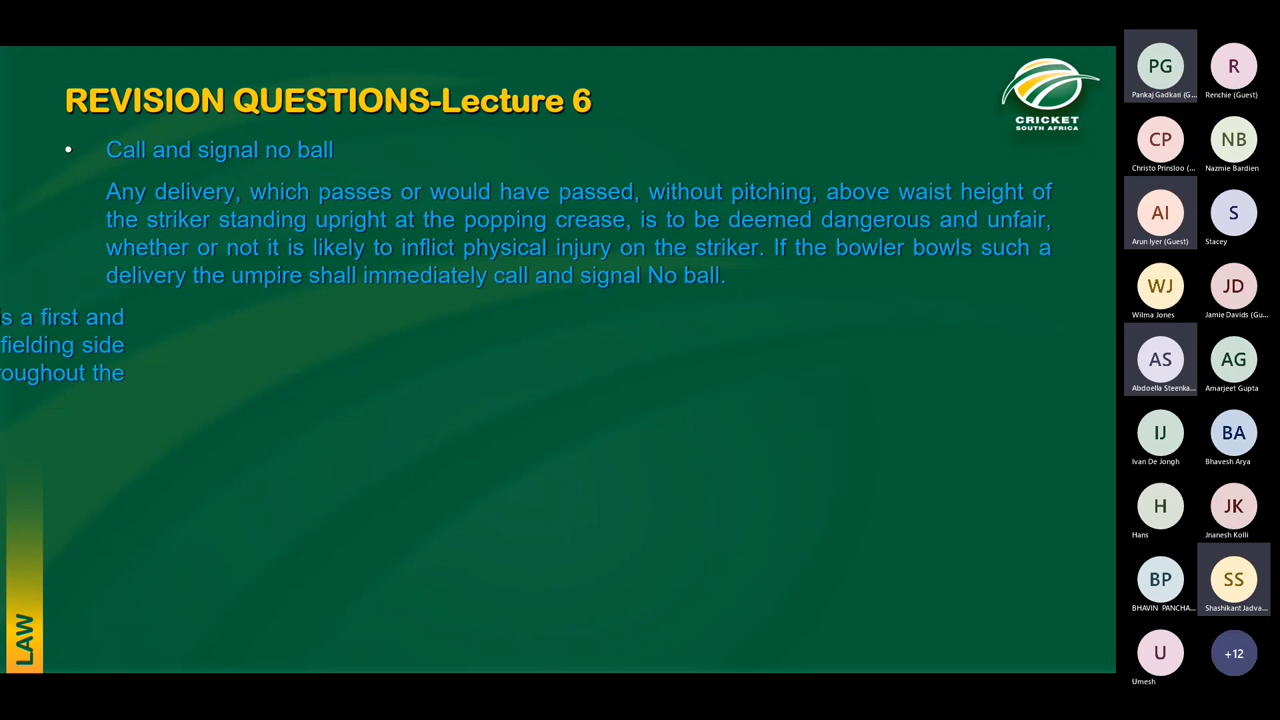 REVISION QUESTIONS-Lecture 6
CRICKET
SOUTH AFRICA
• Call and signal no ball
Any delivery, which passes or would have passed, without pitching, above waist height of
the striker standing upright at the popping crease, is to be deemed dangerous and unfair,
whether or not it is likely to inflict physical injury on the striker. If the bowler bowls such a
delivery the umpire shall immediately call and signal No ball.
s a first and
fielding side
roughout the
LAW
PG
Pankaj Gadkari (G...
R
Renchie (Guest)
CP
Christo Prinsloo (...
NB
Nazmie Bardien
AI
Arun Iyer (Guest)
S
Stacey
WJ
Wilma Jones
JD
Jamie Davids (Gu...
AS
Abdoella Steenka...
AG
Amarjeet Gupta
IJ
Ivan De Jongh
BA
Bhavesh Arya
H
Hans
JK
Jnanesh Kolli
BP
BHAVIN PANCHA...
SS
Shashikant Jadva...
U
Umesh
+12